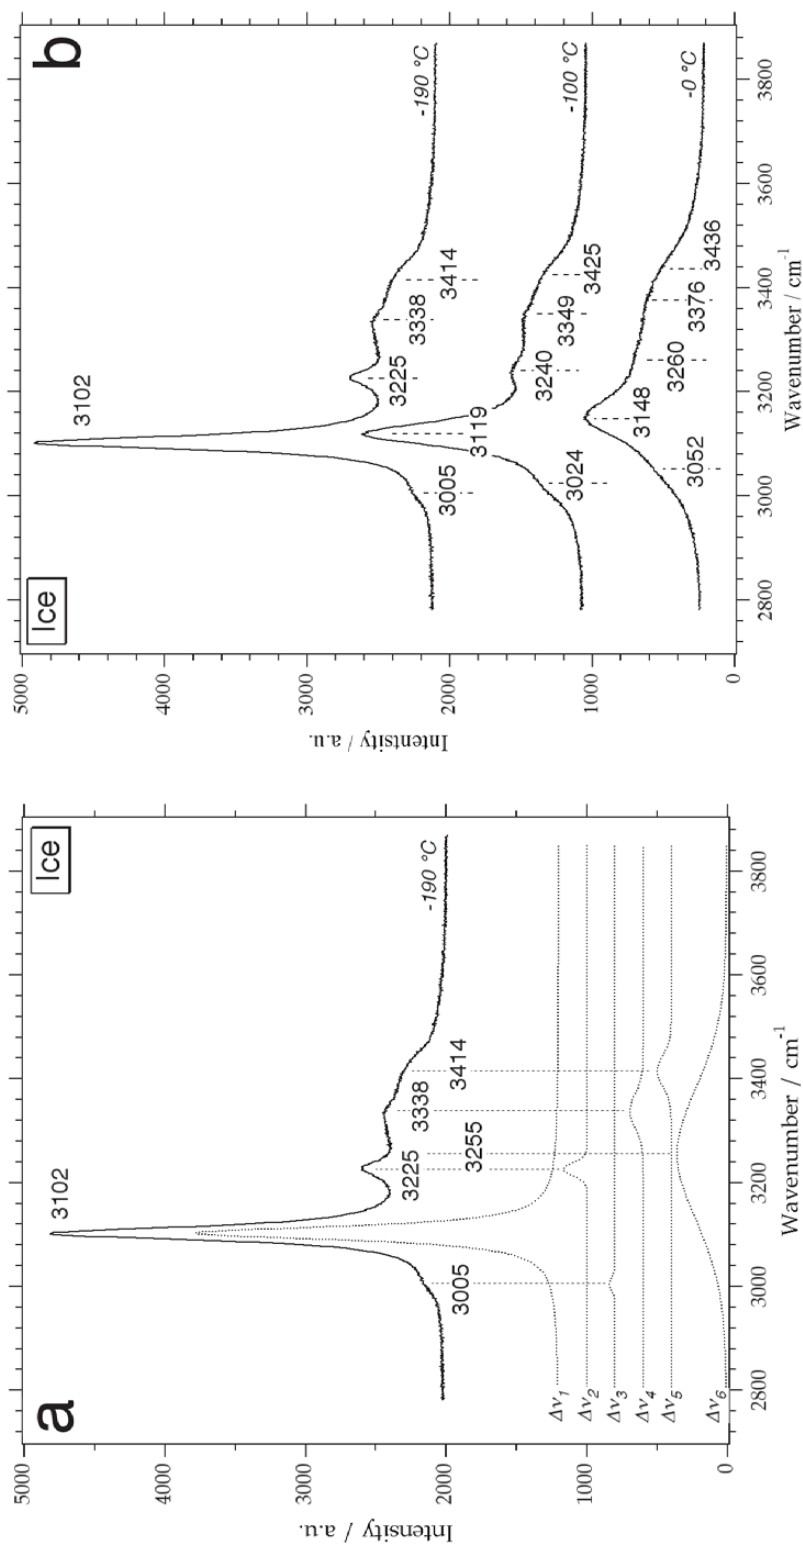 a
Ice
5000
4000
3000
2000
1000
0
Intensity / a.u.
3102
3005
3225
3255
3338
3414
-190 °C
Δν1
Δν2
Δν3
Δν4
Δν5
Δν6
2800
3000
3200
3400
3600
3800
Wavenumber / cm-1
Ice
b
5000
4000
3000
2000
1000
0
Intentsity / a.u.
3102
3005
3225
3338
3414
-190 °C
3119
3024
3240
3349
3425
-100 °C
3052
3148
3260
3376
3436
-0 °C
2800
3000
3200
3400
3600
3800
Wavenumber / cm-1